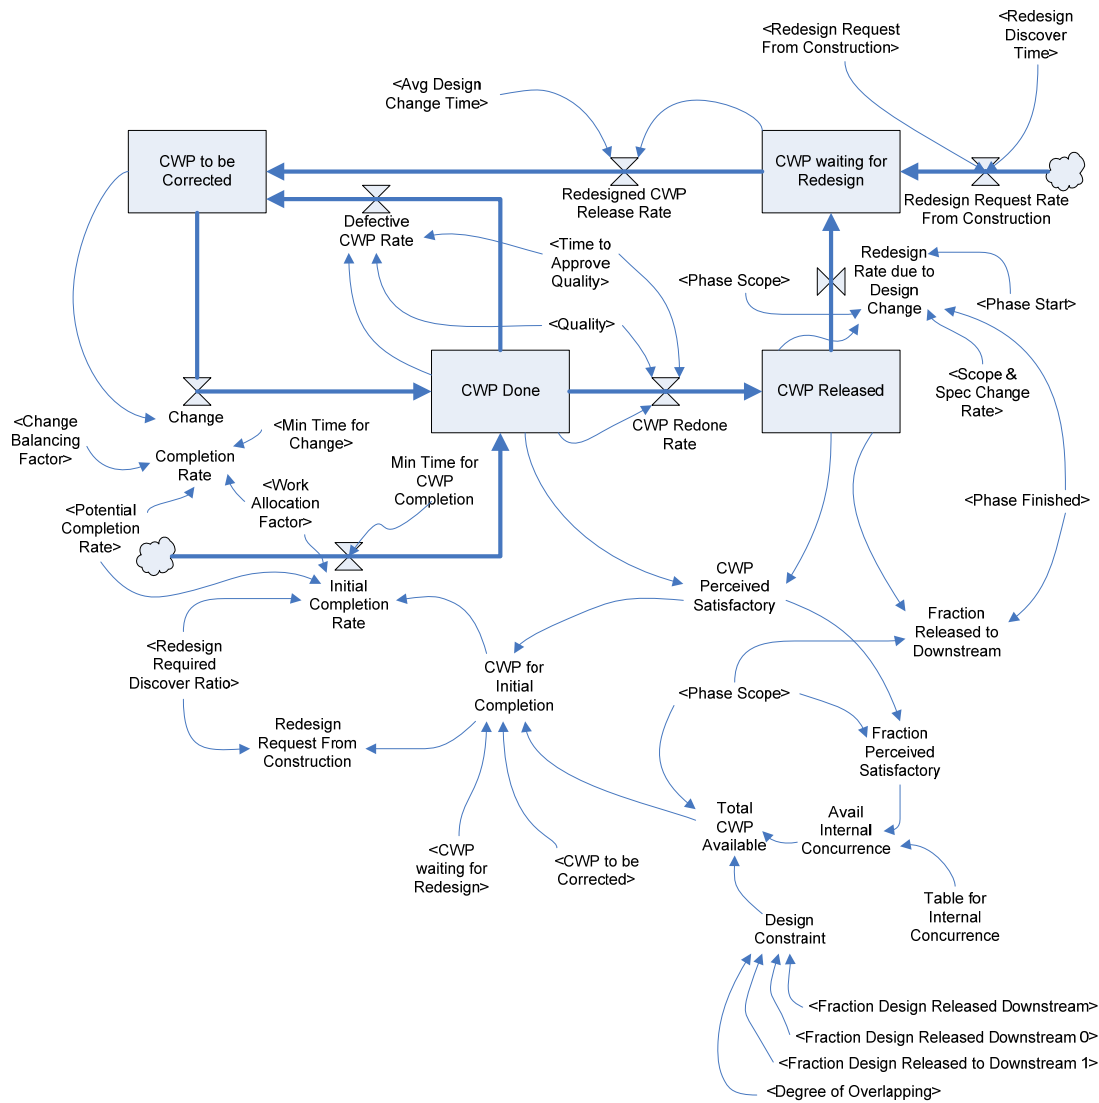 <Redesign Request
From Construction>
<Redesign
Discover
Time>
<Avg Design
Change Time>
CWP to be
Corrected
CWP waiting for
Redesign
Redesigned CWP
Release Rate
Redesign Request Rate
From Construction
Defective
CWP Rate
<Time to
Approve
Quality>
<Phase Scope>
Redesign
Rate due to
Design
Change
<Phase Start>
<Quality>
CWP Done
CWP Released
<Scope &
Spec Change
Rate>
Change
Completion
Rate
<Change
Balancing
Factor>
<Min Time for
Change>
CWP Redone
Rate
Min Time for
CWP
Completion
<Work
Allocation
Factor>
<Potential
Completion
Rate>
<Phase Finished>
Initial
Completion
Rate
CWP
Perceived
Satisfactory
Fraction
Released to
Downstream
<Redesign
Required
Discover Ratio>
CWP for
Initial
Completion
<Phase Scope>
Redesign
Request From
Construction
Fraction
Perceived
Satisfactory
Total
CWP
Available
Avail
Internal
Concurrence
<CWP
waiting for
Redesign>
<CWP to be
Corrected>
Table for
Internal
Concurrence
Design
Constraint
<Fraction Design Released Downstream>
<Fraction Design Released Downstream 0>
<Fraction Design Released to Downstream 1>
<Degree of Overlapping>